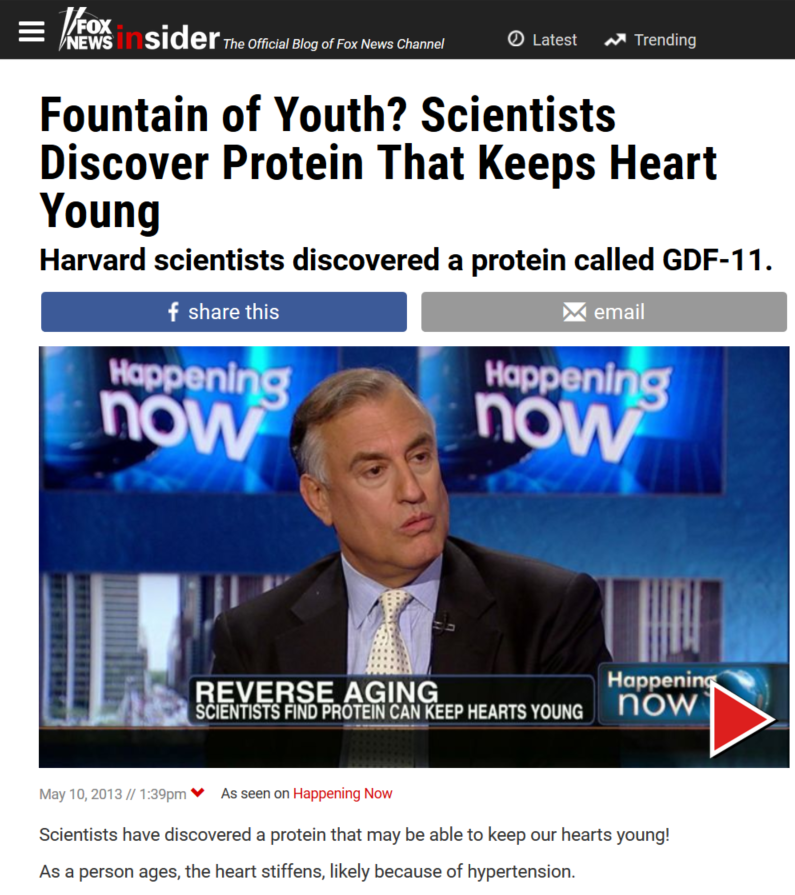 FOX
NEWS
insider The Official Blog of Fox News Channel
Latest
Trending
Fountain of Youth? Scientists
Discover Protein That Keeps Heart
Young
Harvard scientists discovered a protein called GDF-11.
f share this
email
Happening
now
Happening
now
REVERSE AGING
SCIENTISTS FIND PROTEIN CAN KEEP HEARTS YOUNG
Happening
now
May 10, 2013 // 1:39pm
As seen on Happening Now
Scientists have discovered a protein that may be able to keep our hearts young!
As a person ages, the heart stiffens, likely because of hypertension.